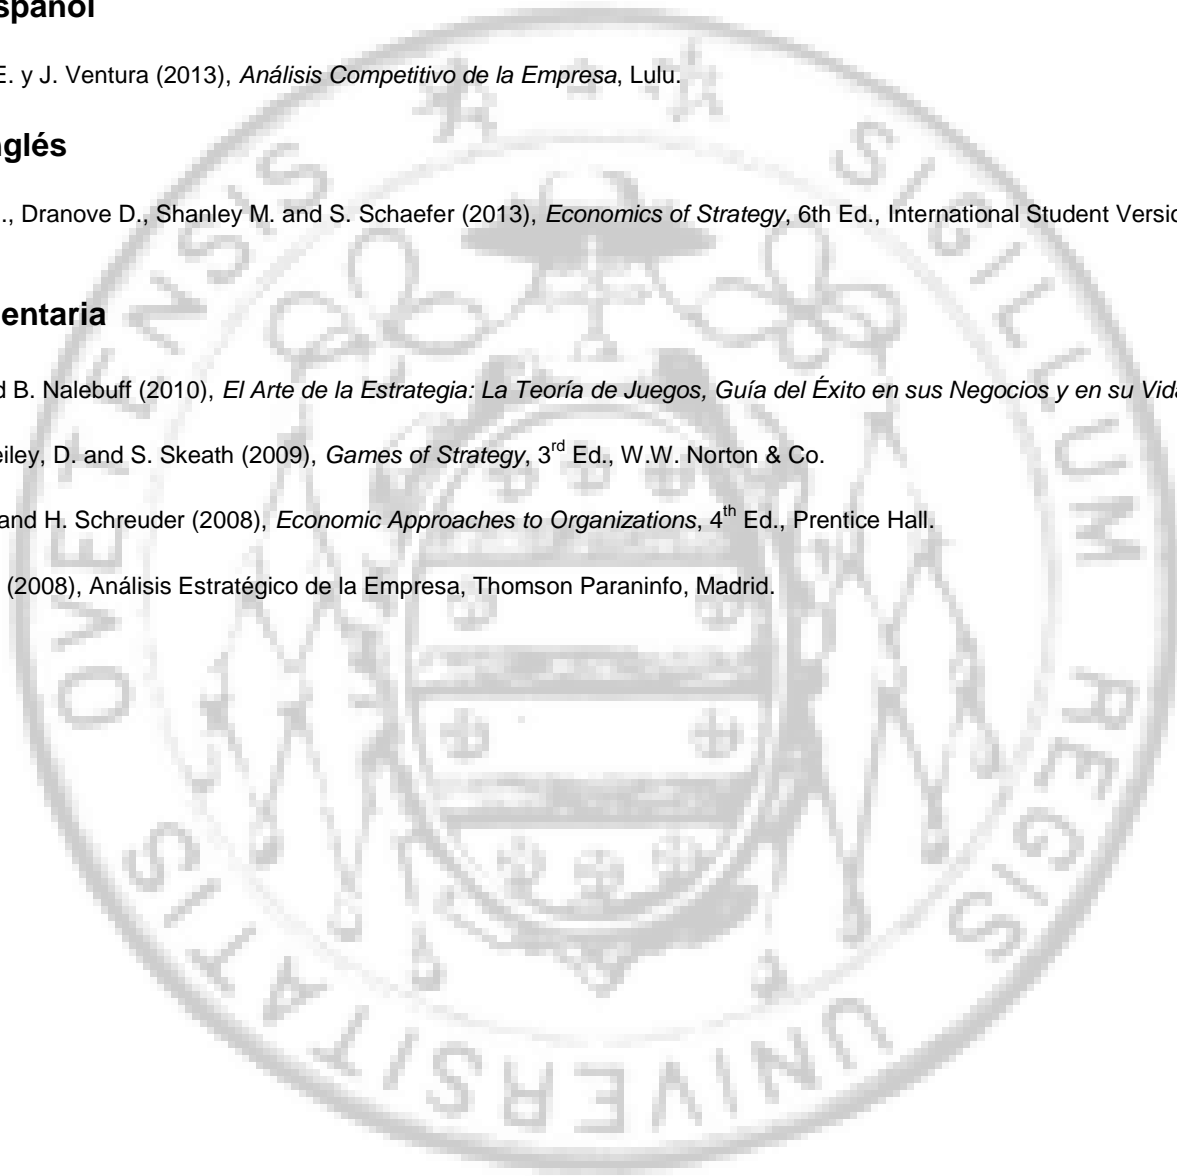 spañol
E. y J. Ventura (2013), Análisis Competitivo de la Empresa, Lulu.
nglés
., Dranove D., Shanley M. and S. Schaefer (2013), Economics of Strategy, 6th Ed., International Student Versio
entaria
d B. Nalebuff (2010), El Arte de la Estrategia: La Teoría de Juegos, Guía del Éxito en sus Negocios y en su Vida
eiley, D. and S. Skeath (2009), Games of Strategy, 3rd Ed., W.W. Norton & Co.
and H. Schreuder (2008), Economic Approaches to Organizations, 4th Ed., Prentice Hall.
(2008), Análisis Estratégico de la Empresa, Thomson Paraninfo, Madrid.
SIGILLUM REGIS UNIVERSITATIS OVETENSIS